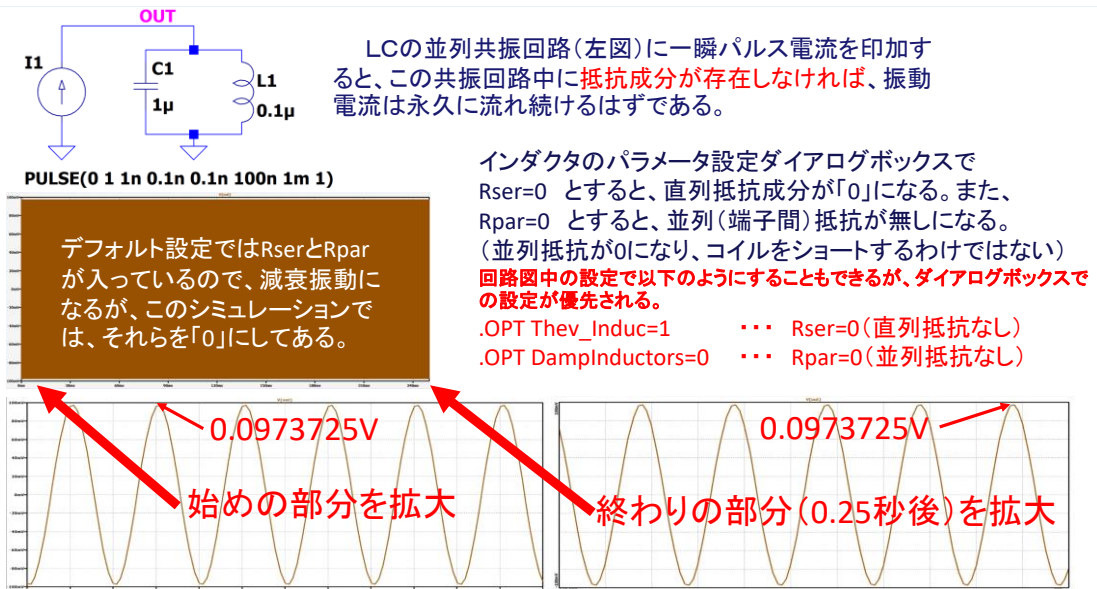 OUT
I1
C1
1µ
L1
0.1µ
PULSE(0 1 1n 0.1n 0.1n 100n 1m 1)
LCの並列共振回路(左図)に一瞬パルス電流を印加す
ると、この共振回路中に抵抗成分が存在しなければ、振動
電流は永久に流れ続けるはずである。
インダクタのパラメータ設定ダイアログボックスで
Rser=0 とすると、直列抵抗成分が「0」になる。また、
Rpar=0 とすると、並列(端子間)抵抗が無しになる。
(並列抵抗が0になり、コイルをショートするわけではない)
回路図中の設定で以下のようにすることもできるが、ダイアログボックスで
の設定が優先される。
.OPT Thev_Induc=1 ・・・ Rser=0(直列抵抗なし)
.OPT DampInductors=0 ・・・ Rpar=0(並列抵抗なし)
デフォルト設定ではRserとRpar
が入っているので、減衰振動に
なるが、このシミュレーションで
は、それらを「0」にしてある。
0.0973725V
始めの部分を拡大
0.0973725V
終わりの部分(0.25秒後)を拡大